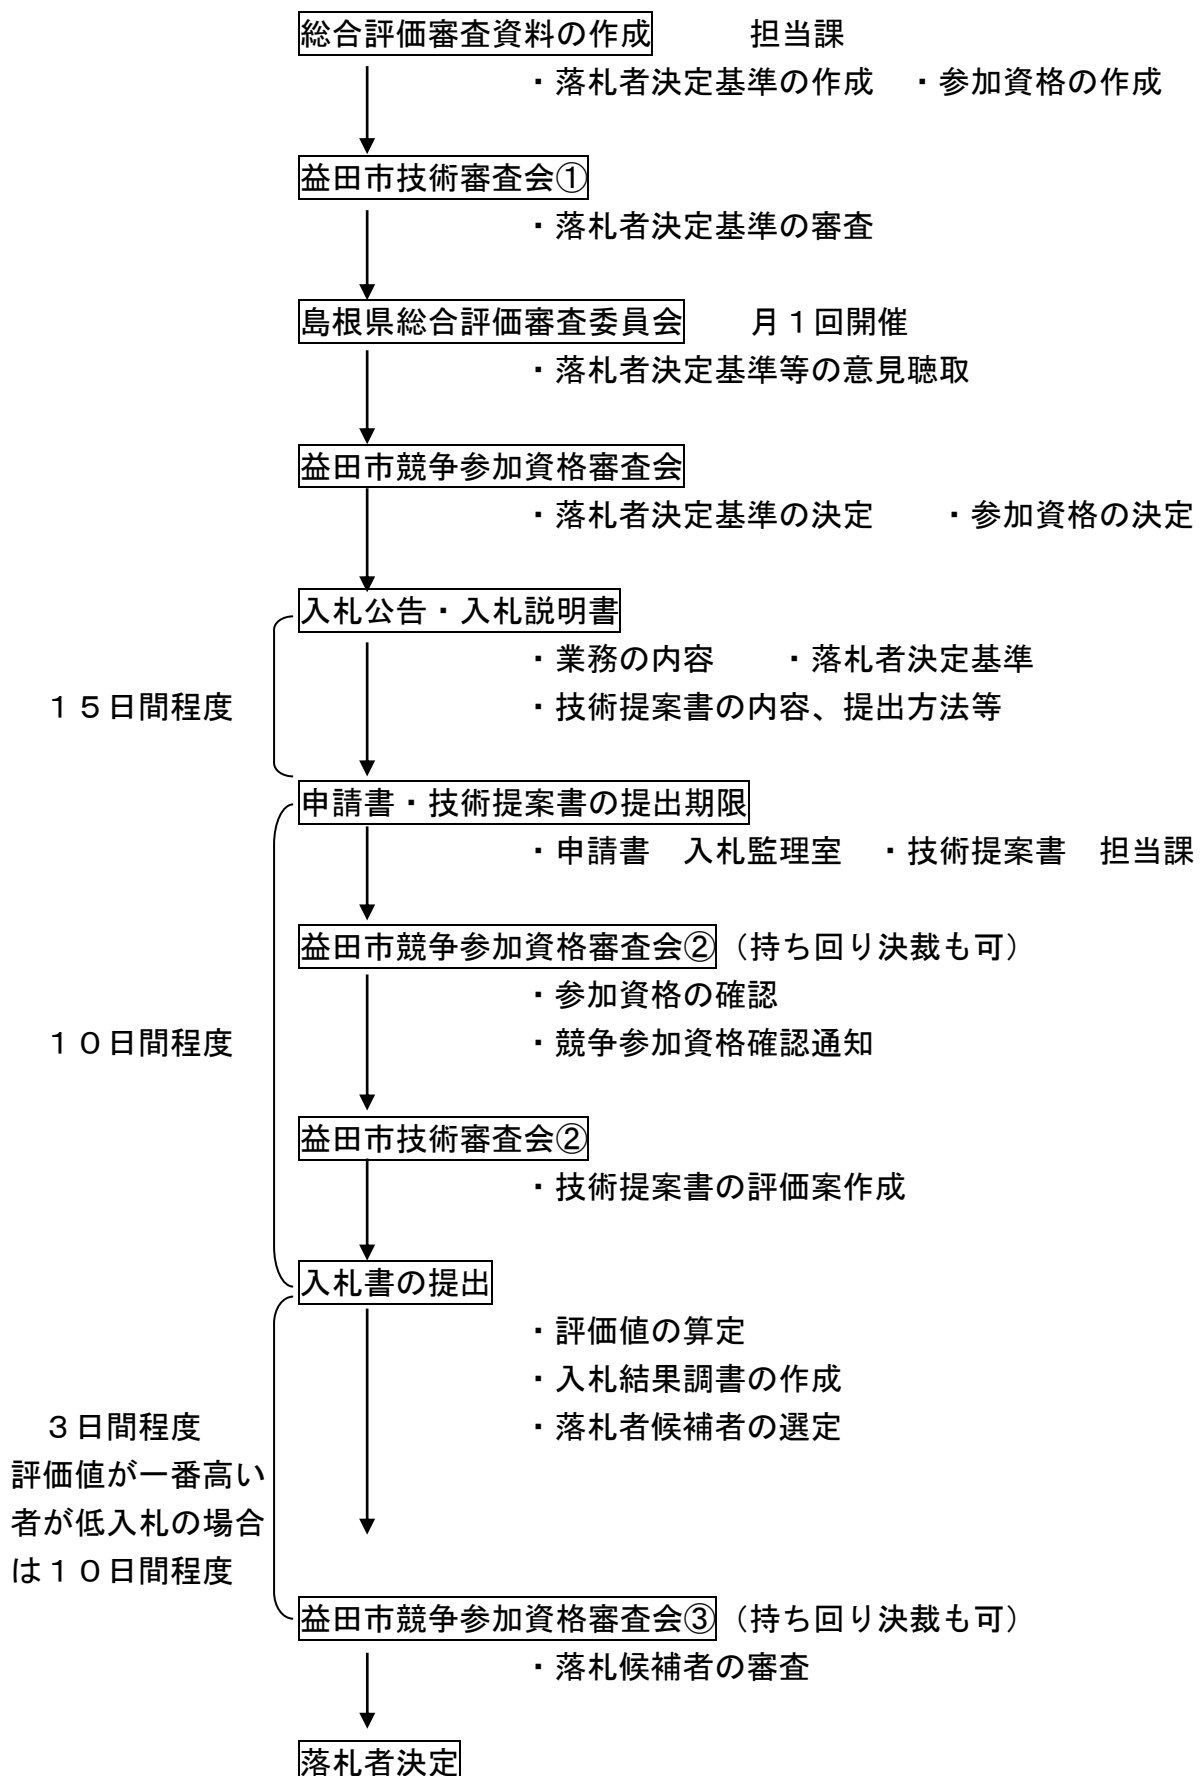 総合評価審査資料の作成　　　担当課
・落札者決定基準の作成　・参加資格の作成
益田市技術審査会①
・落札者決定基準の審査
島根県総合評価審査委員会　　月１回開催
・落札者決定基準等の意見聴取
益田市競争参加資格審査会
・落札者決定基準の決定　　・参加資格の決定
入札公告・入札説明書
・業務の内容　　・落札者決定基準
１５日間程度　・技術提案書の内容、提出方法等
申請書・技術提案書の提出期限
・申請書　入札監理室　・技術提案書　担当課
益田市競争参加資格審査会②（持ち回り決裁も可）
・参加資格の確認
１０日間程度　・競争参加資格確認通知
益田市技術審査会②
・技術提案書の評価案作成
入札書の提出
・評価値の算定
・入札結果調書の作成
３日間程度　・落札者候補者の選定
評価値が一番高い
者が低入札の場合
は１０日間程度
益田市競争参加資格審査会③（持ち回り決裁も可）
・落札候補者の審査
落札者決定